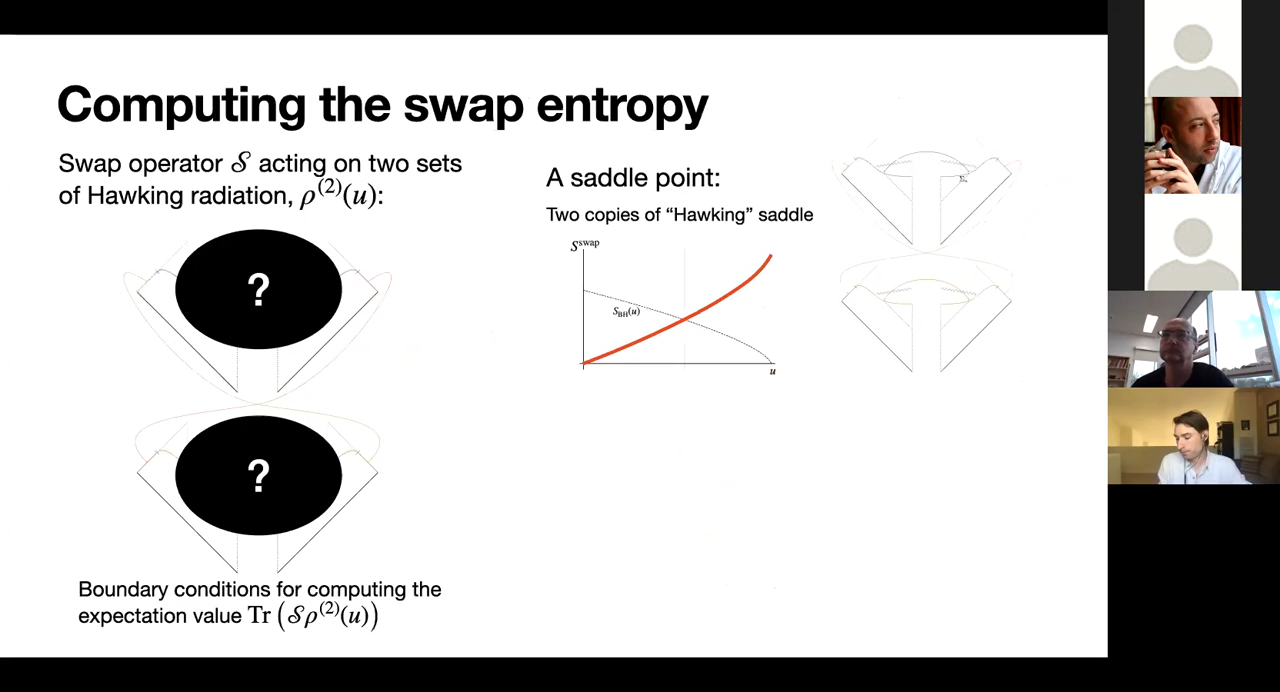 Computing the swap entropy
Swap operator 𝒮 acting on two sets
of Hawking radiation, ρ⁽²⁾(u):
?
?
Boundary conditions for computing the
expectation value Tr (𝒮ρ⁽²⁾(u))
A saddle point:
Two copies of “Hawking” saddle
S^swap
S_BH(u)
u